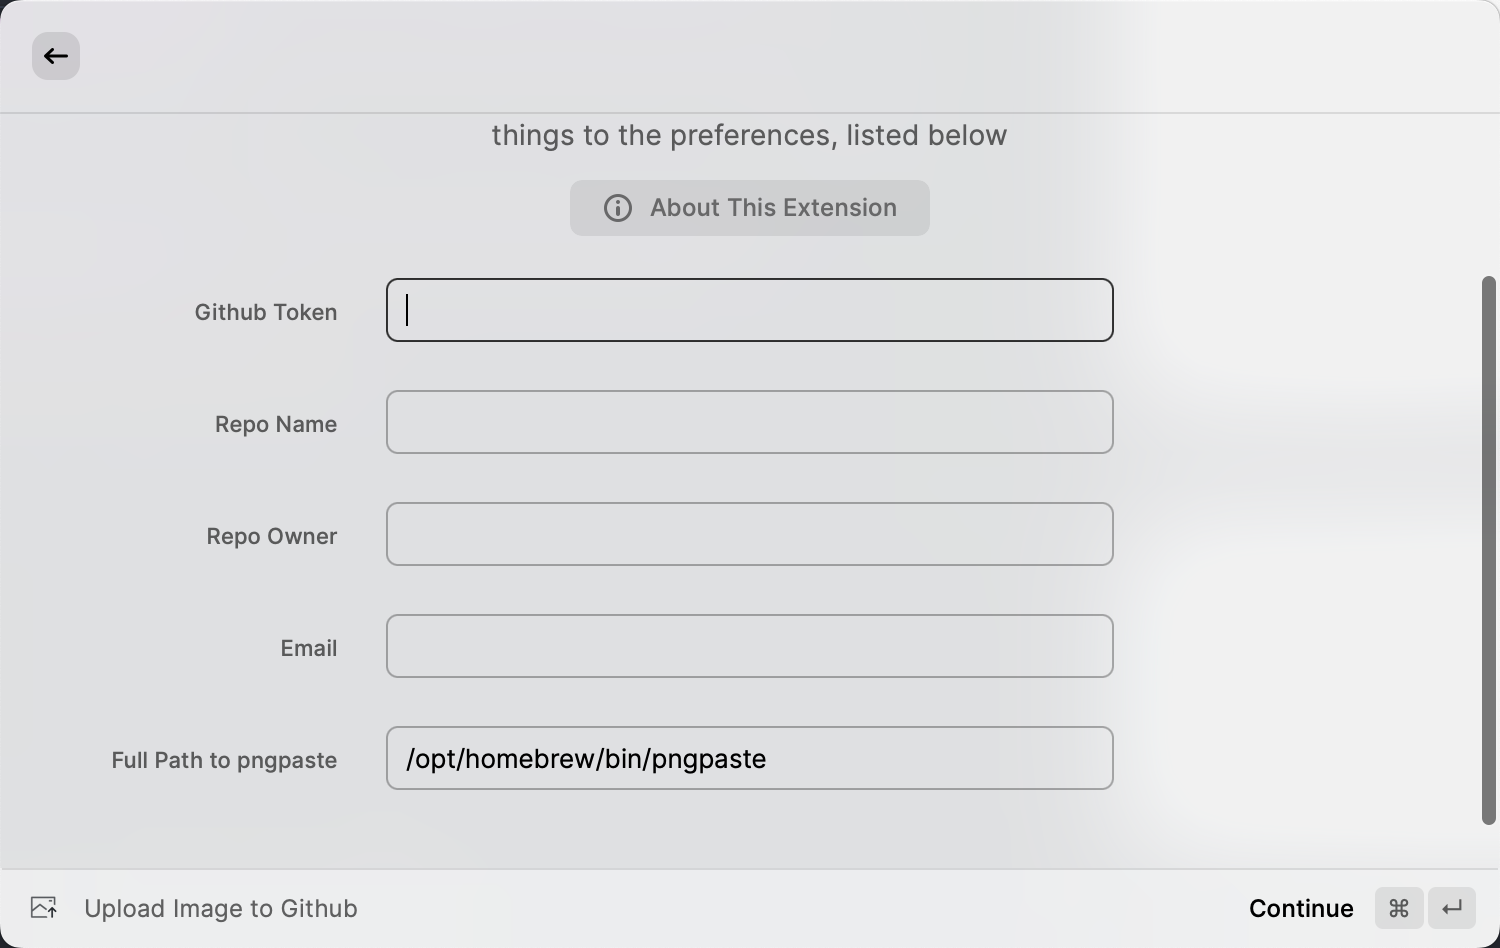 things to the preferences, listed below
About This Extension
Github Token
Repo Name
Repo Owner
Email
Full Path to pngpaste
/opt/homebrew/bin/pngpaste
Upload Image to Github
Continue ⌘ ↵